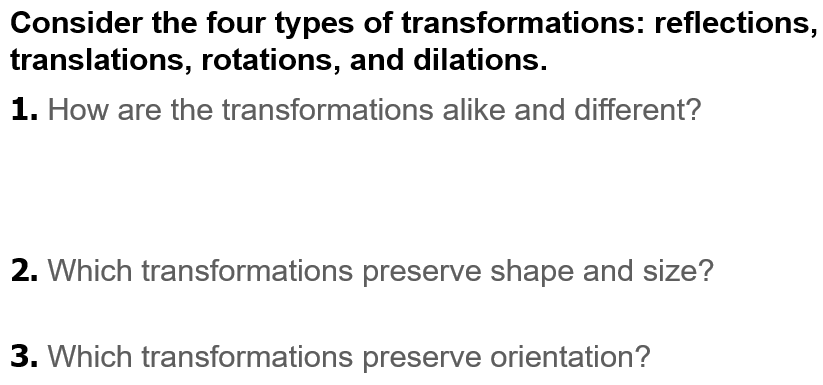 Consider the four types of transformations: reflections,
translations, rotations, and dilations.
1. How are the transformations alike and different?
2. Which transformations preserve shape and size?
3. Which transformations preserve orientation?